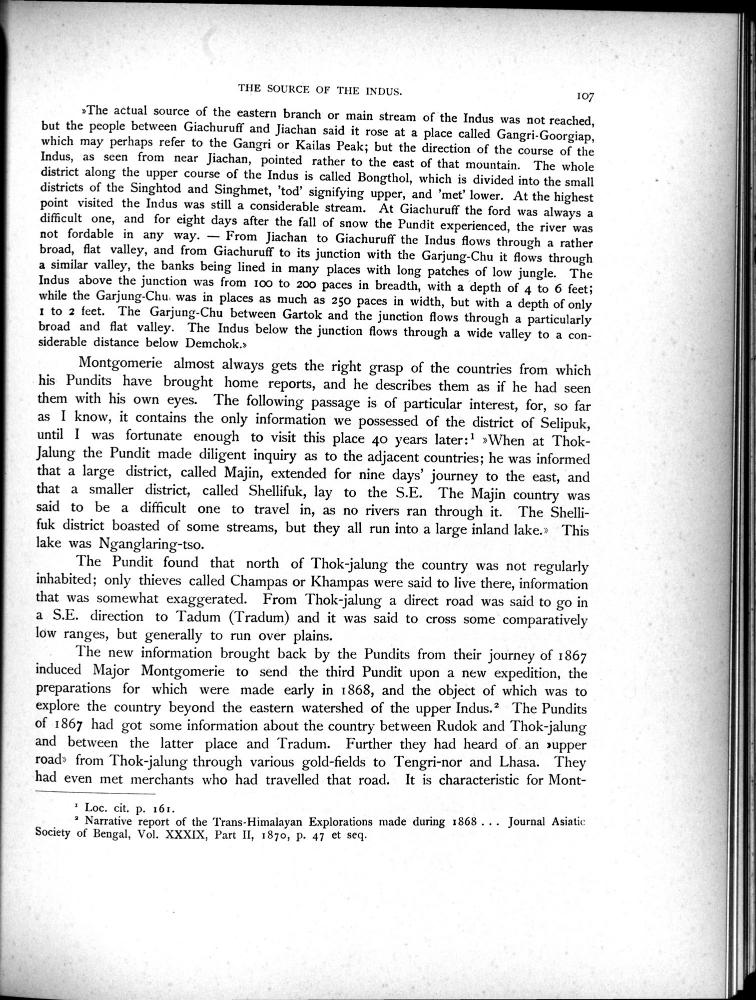 THE SOURCE OF THE INDUS.
107
»The actual source of the eastern branch or main stream of the Indus was not reached,
but the people between Giachuruff and Jiachan said it rose at a place called Gangri-Goorgiap,
which may perhaps refer to the Gangri or Kailas Peak; but the direction of the course of the
Indus, as seen from near Jiachan, pointed rather to the east of that mountain. The whole
district along the upper course of the Indus is called Bongthol, which is divided into the small
districts of the Singhtod and Singhmet, 'tod' signifying upper, and 'met' lower. At the highest
point visited the Indus was still a considerable stream. At Giachuruff the ford was always a
difficult one, and for eight days after the fall of snow the Pundit experienced, the river was
not fordable in any way. — From Jiachan to Giachuruff the Indus flows through a rather
broad, flat valley, and from Giachuruff to its junction with the Garjung-Chu it flows through
a similar valley, the banks being lined in many places with long patches of low jungle. The
Indus above the junction was from 100 to 200 paces in breadth, with a depth of 4 to 6 feet;
while the Garjung-Chu was in places as much as 250 paces in width, but with a depth of only
1 to 2 feet. The Garjung-Chu between Gartok and the junction flows through a particularly
broad and flat valley. The Indus below the junction flows through a wide valley to a con-
siderable distance below Demchok.»
Montgomerie almost always gets the right grasp of the countries from which
his Pundits have brought home reports, and he describes them as if he had seen
them with his own eyes. The following passage is of particular interest, for, so far
as I know, it contains the only information we possessed of the district of Selipuk,
until I was fortunate enough to visit this place 40 years later:¹ »When at Thok-
Jalung the Pundit made diligent inquiry as to the adjacent countries; he was informed
that a large district, called Majin, extended for nine days' journey to the east, and
that a smaller district, called Shellifuk, lay to the S.E. The Majin country was
said to be a difficult one to travel in, as no rivers ran through it. The Shelli-
fuk district boasted of some streams, but they all run into a large inland lake.» This
lake was Nganglaring-tso.
The Pundit found that north of Thok-jalung the country was not regularly
inhabited; only thieves called Champas or Khampas were said to live there, information
that was somewhat exaggerated. From Thok-jalung a direct road was said to go in
a S.E. direction to Tadum (Tradum) and it was said to cross some comparatively
low ranges, but generally to run over plains.
The new information brought back by the Pundits from their journey of 1867
induced Major Montgomerie to send the third Pundit upon a new expedition, the
preparations for which were made early in 1868, and the object of which was to
explore the country beyond the eastern watershed of the upper Indus.² The Pundits
of 1867 had got some information about the country between Rudok and Thok-jalung
and between the latter place and Tradum. Further they had heard of an »upper
road» from Thok-jalung through various gold-fields to Tengri-nor and Lhasa. They
had even met merchants who had travelled that road. It is characteristic for Mont-
¹ Loc. cit. p. 161.
² Narrative report of the Trans-Himalayan Explorations made during 1868 . . . Journal Asiatic
Society of Bengal, Vol. XXXIX, Part II, 1870, p. 47 et seq.